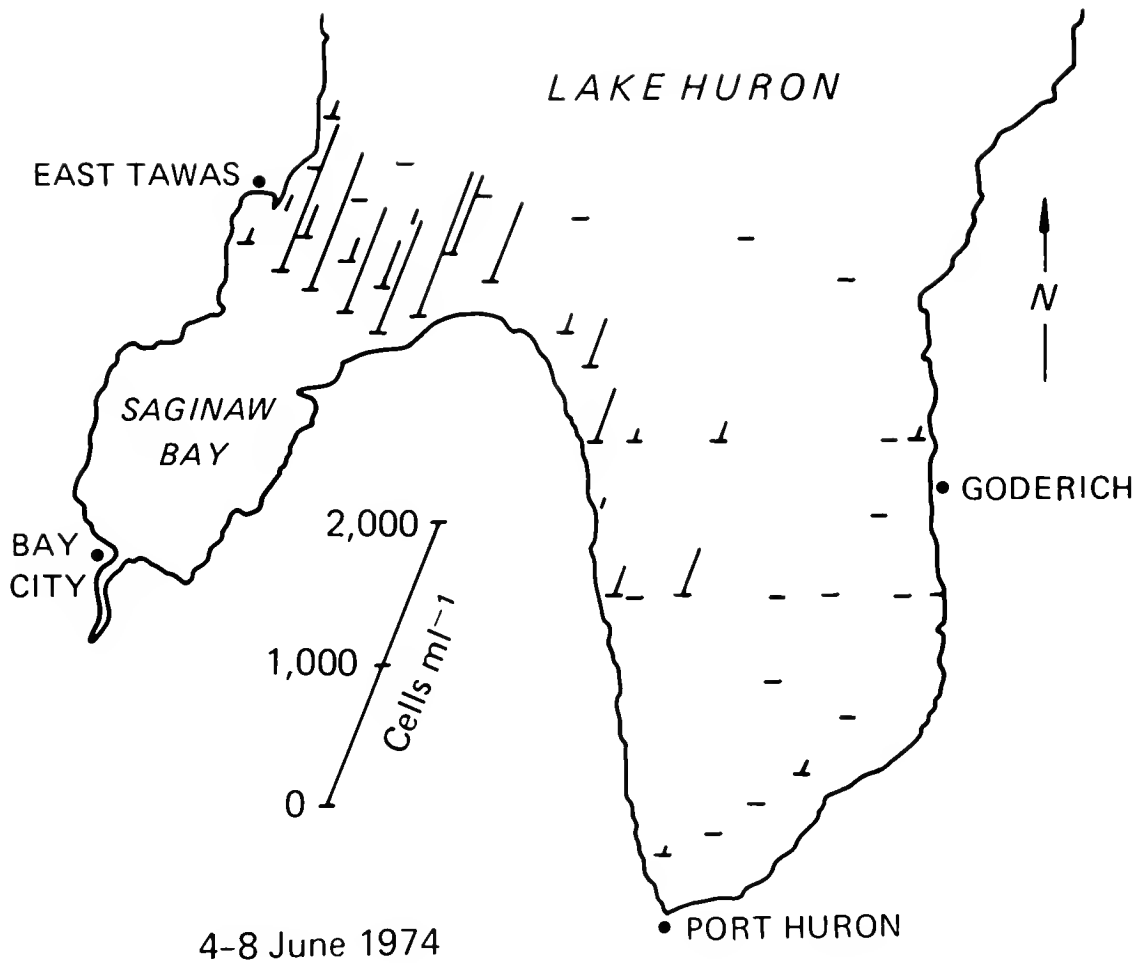 LAKE HURON
EAST TAWAS
N
SAGINAW
BAY
GODERICH
2,000
BAY
CITY
1,000
Cells ml⁻¹
0
PORT HURON
4-8 June 1974